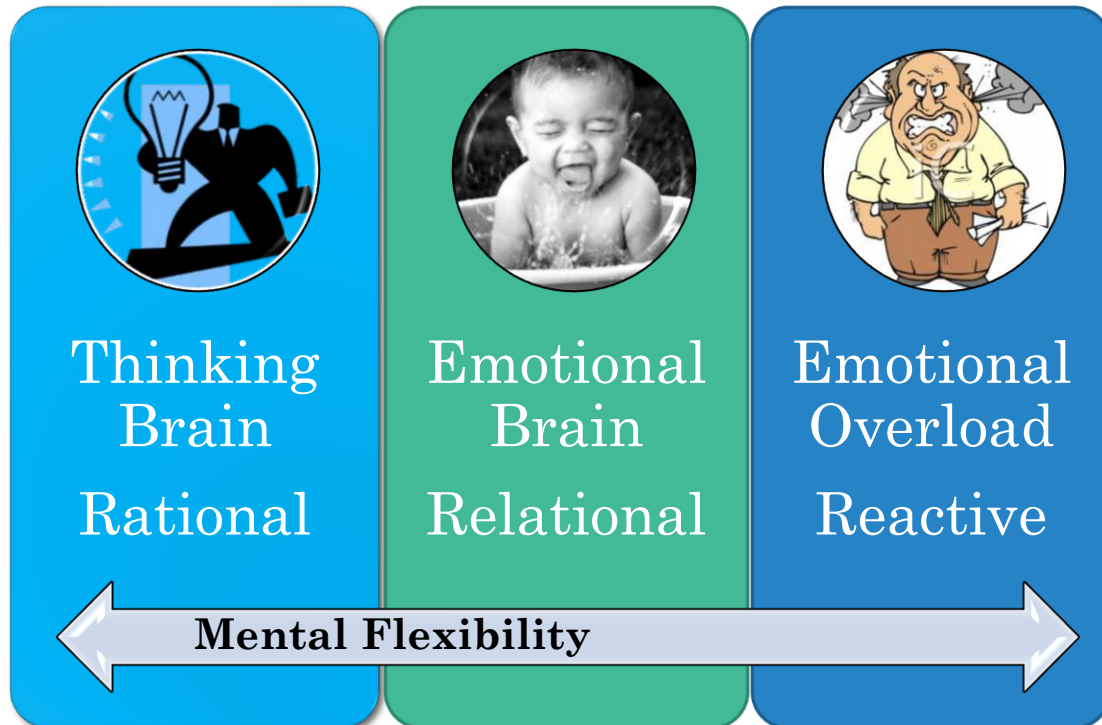 Thinking
Brain
Rational
Emotional
Brain
Relational
Emotional
Overload
Reactive
Mental Flexibility